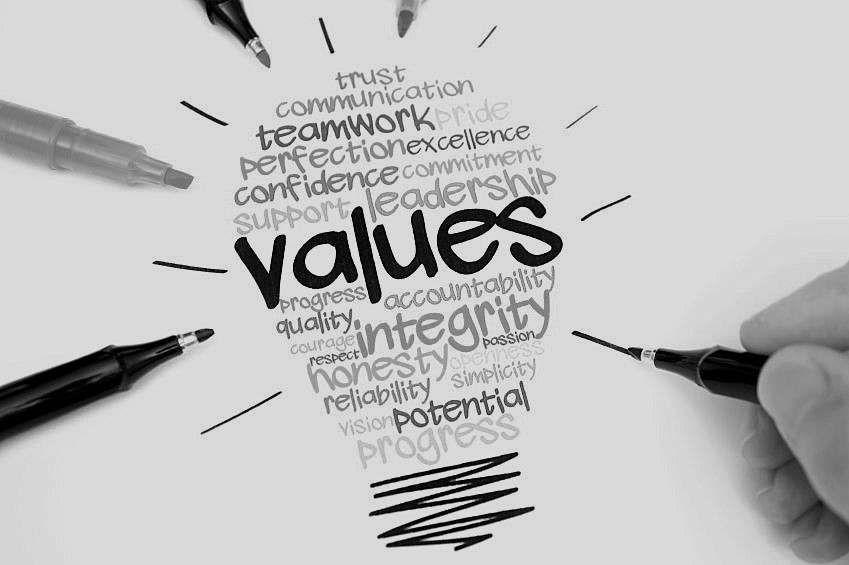 trust
communication
teamwork pride
perfection excellence
confidence commitment
support leadership
values
progress accountability
quality integrity
courage passion
respect openness
honesty simplicity
reliability
vision potential
progress